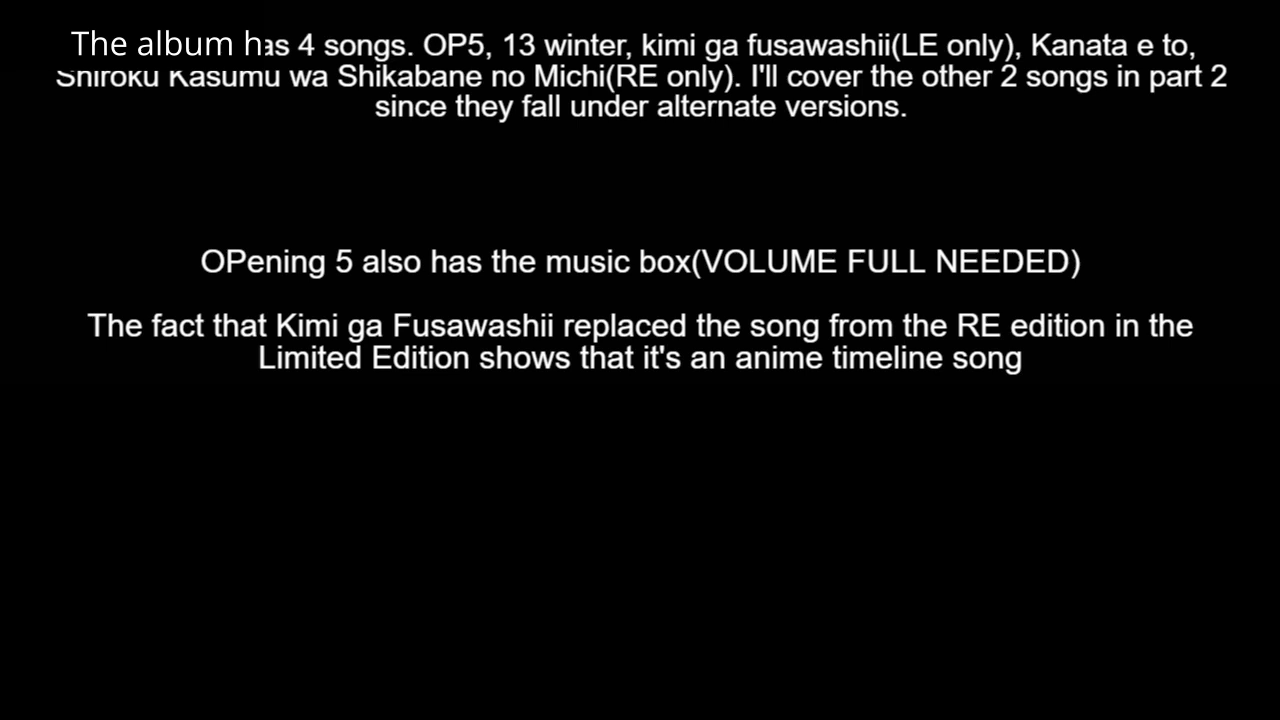 The album has 4 songs. OP5, 13 winter, kimi ga fusawashii(LE only), Kanata e to,
Shiroku Kasumu wa Shikabane no Michi(RE only). I'll cover the other 2 songs in part 2
since they fall under alternate versions.
OPening 5 also has the music box(VOLUME FULL NEEDED)
The fact that Kimi ga Fusawashii replaced the song from the RE edition in the
Limited Edition shows that it's an anime timeline song